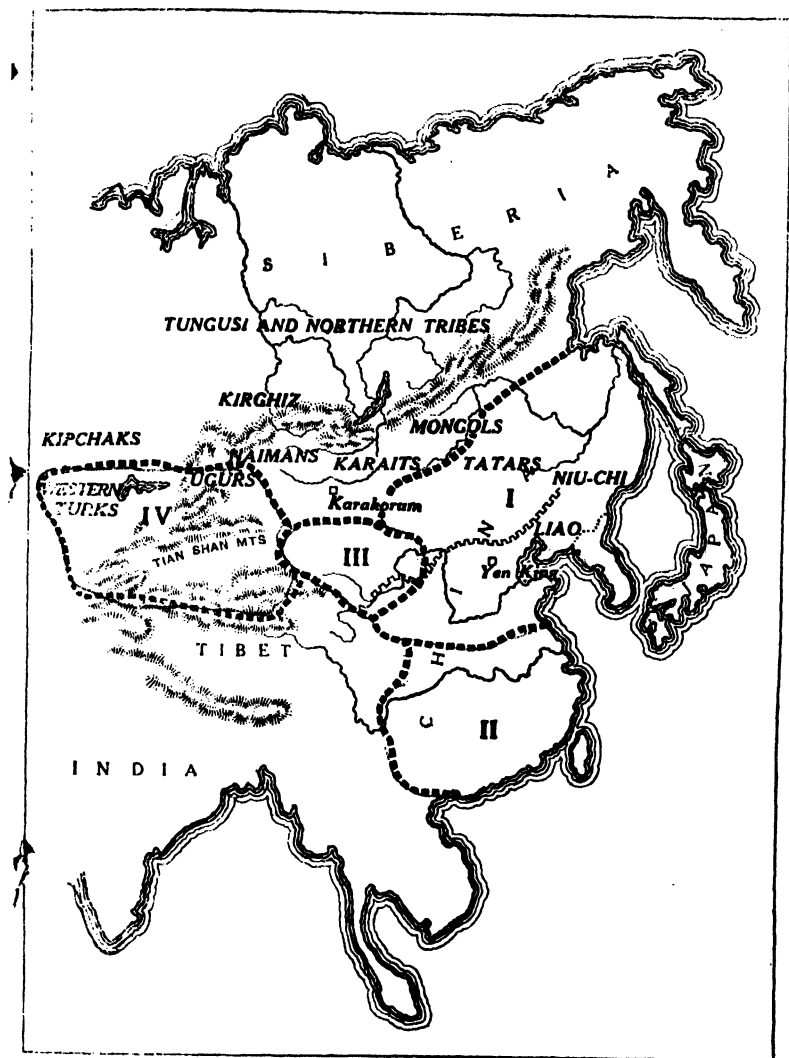 SIBERIA
TUNGUSI AND NORTHERN TRIBES
KIRGHIZ
MONGOLS
KIPCHAKS
NAIMANS
KARAITS
TATARS
UGURS
NIU-CHI
WESTERN
TURKS
IV
Karakorum
I
LIAO
TIAN SHAN MTS
III
Yen King
CHINA
JAPAN
TIBET
II
INDIA